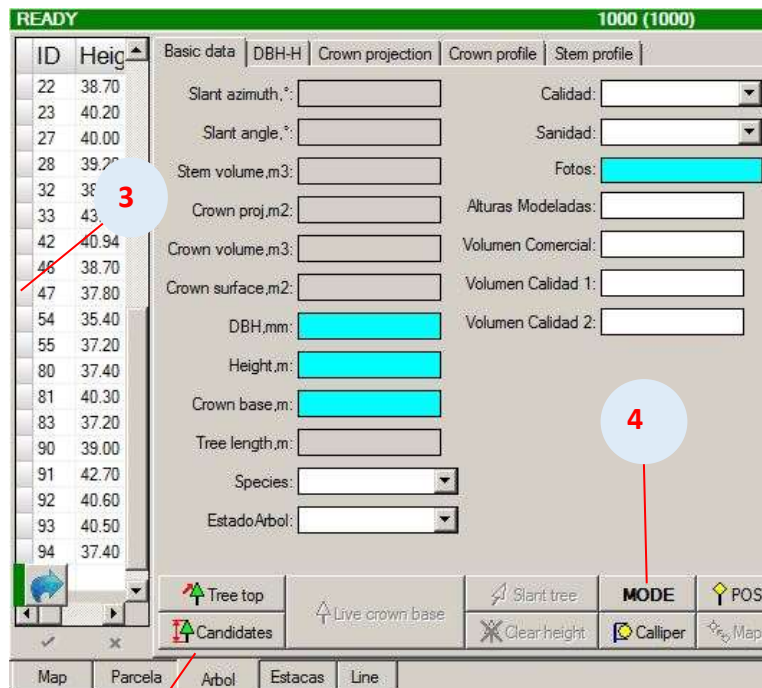 READY 1000 (1000)
ID Heig
22 38.70
23 40.20
27 40.00
28 39.20
32 38
33 43.
42 40.94
46 38.70
47 37.80
54 35.40
55 37.20
80 37.40
81 40.30
83 37.20
90 39.00
91 42.70
92 40.60
93 40.50
94 37.40
3
Basic data DBH-H Crown projection Crown profile Stem profile
Slant azimuth,°:
Slant angle,°:
Stem volume,m3:
Crown proj,m2:
Crown volume,m3:
Crown surface,m2:
DBH,mm:
Height,m:
Crown base,m:
Tree length,m:
Species:
EstadoArbol:
Calidad:
Sanidad:
Fotos:
Alturas Modeladas:
Volumen Comercial:
Volumen Calidad 1:
Volumen Calidad 2:
4
Tree top Live crown base Slant tree MODE POS
Candidates Clear height Calliper Map
Map Parcela Arbol Estacas Line